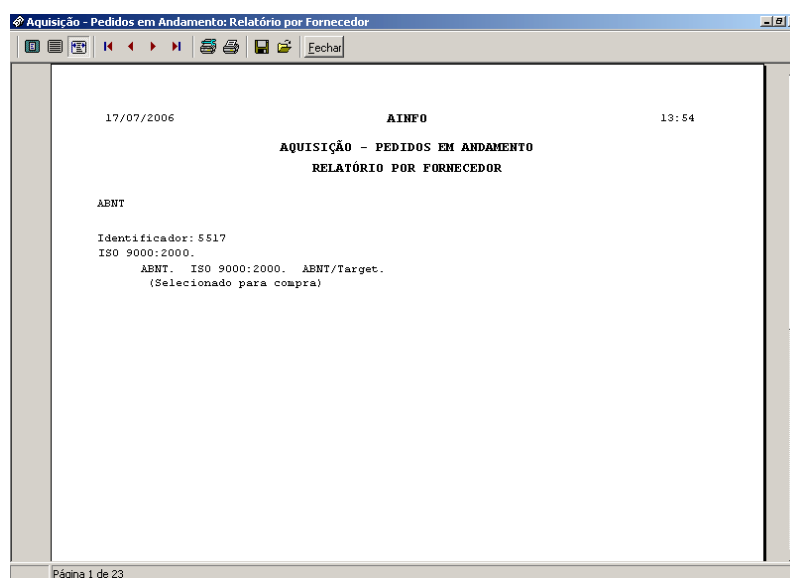 Aquisição - Pedidos em Andamento: Relatório por Fornecedor
Fechar
17/07/2006 AINFO 13:54
AQUISIÇÃO - PEDIDOS EM ANDAMENTO
RELATÓRIO POR FORNECEDOR
ABNT
Identificador: 5517
ISO 9000:2000.
ABNT. ISO 9000:2000. ABNT/Target.
(Selecionado para compra)
Página 1 de 23